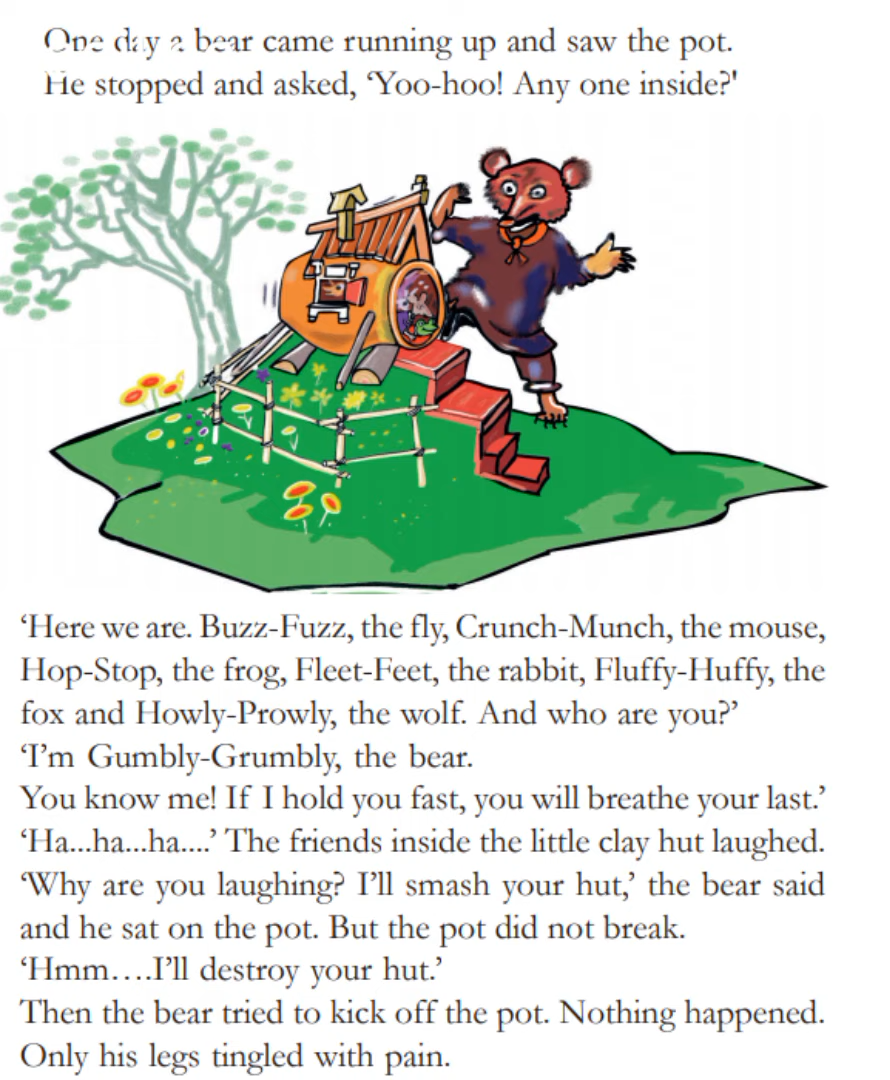 One day a bear came running up and saw the pot.
He stopped and asked, ‘Yoo-hoo! Any one inside?'
‘Here we are. Buzz-Fuzz, the fly, Crunch-Munch, the mouse,
Hop-Stop, the frog, Fleet-Feet, the rabbit, Fluffy-Huffy, the
fox and Howly-Prowly, the wolf. And who are you?’
‘I’m Gumbly-Grumbly, the bear.
You know me! If I hold you fast, you will breathe your last.’
‘Ha...ha...ha....’ The friends inside the little clay hut laughed.
‘Why are you laughing? I’ll smash your hut,’ the bear said
and he sat on the pot. But the pot did not break.
‘Hmm….I’ll destroy your hut.’
Then the bear tried to kick off the pot. Nothing happened.
Only his legs tingled with pain.